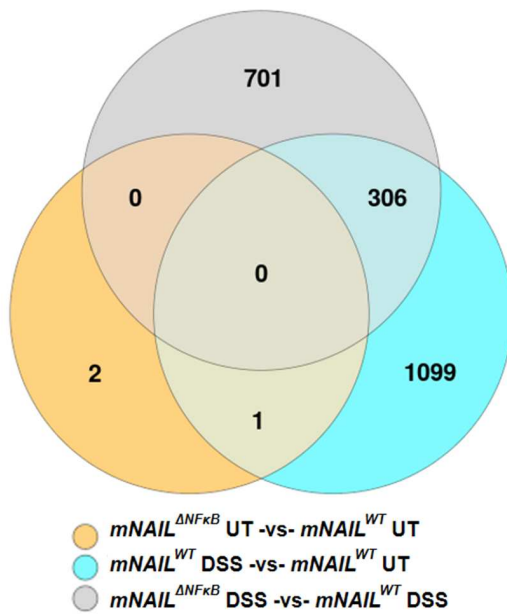 701
0
306
0
2
1099
1
mNAIL^ΔNFκB UT -vs- mNAIL^WT UT
mNAIL^WT DSS -vs- mNAIL^WT UT
mNAIL^ΔNFκB DSS -vs- mNAIL^WT DSS